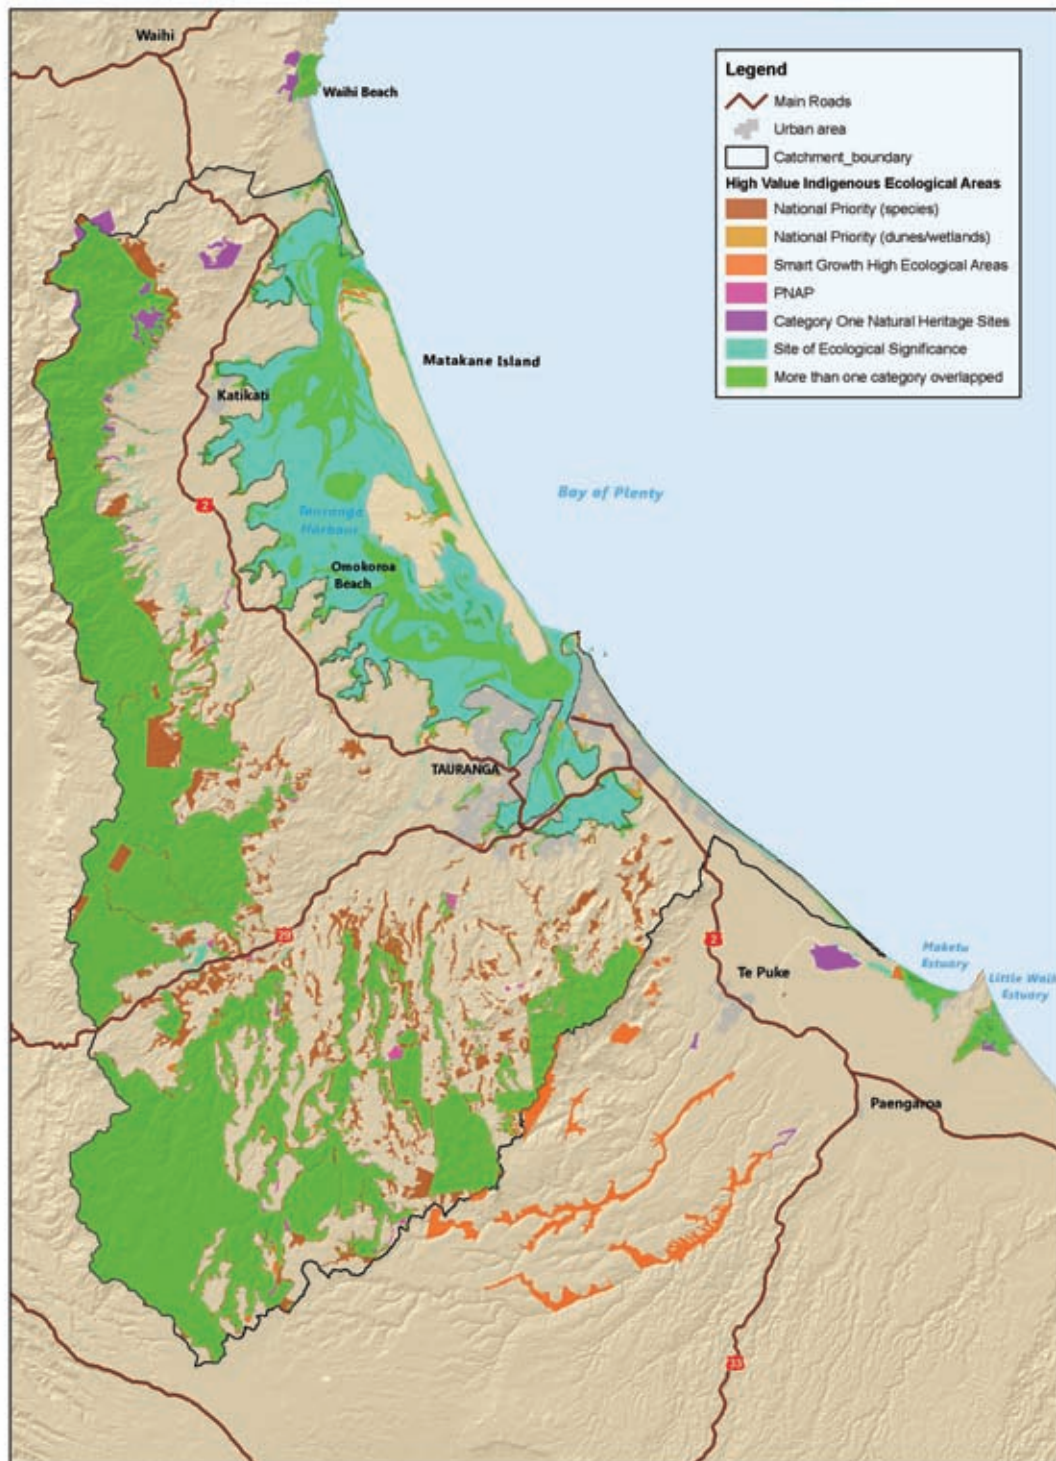 Waihi
Waihi Beach
Legend
Main Roads
Urban area
Catchment_boundary
High Value Indigenous Ecological Areas
National Priority (species)
National Priority (dunes/wetlands)
Smart Growth High Ecological Areas
PNAP
Category One Natural Heritage Sites
Site of Ecological Significance
More than one category overlapped
Matakane Island
Katikati
Bay of Plenty
2
Tauranga
Harbour
Omokoroa
Beach
TAURANGA
29
2
Te Puke
Maketu
Estuary
Little Waih
Estuary
Paengaroa
33